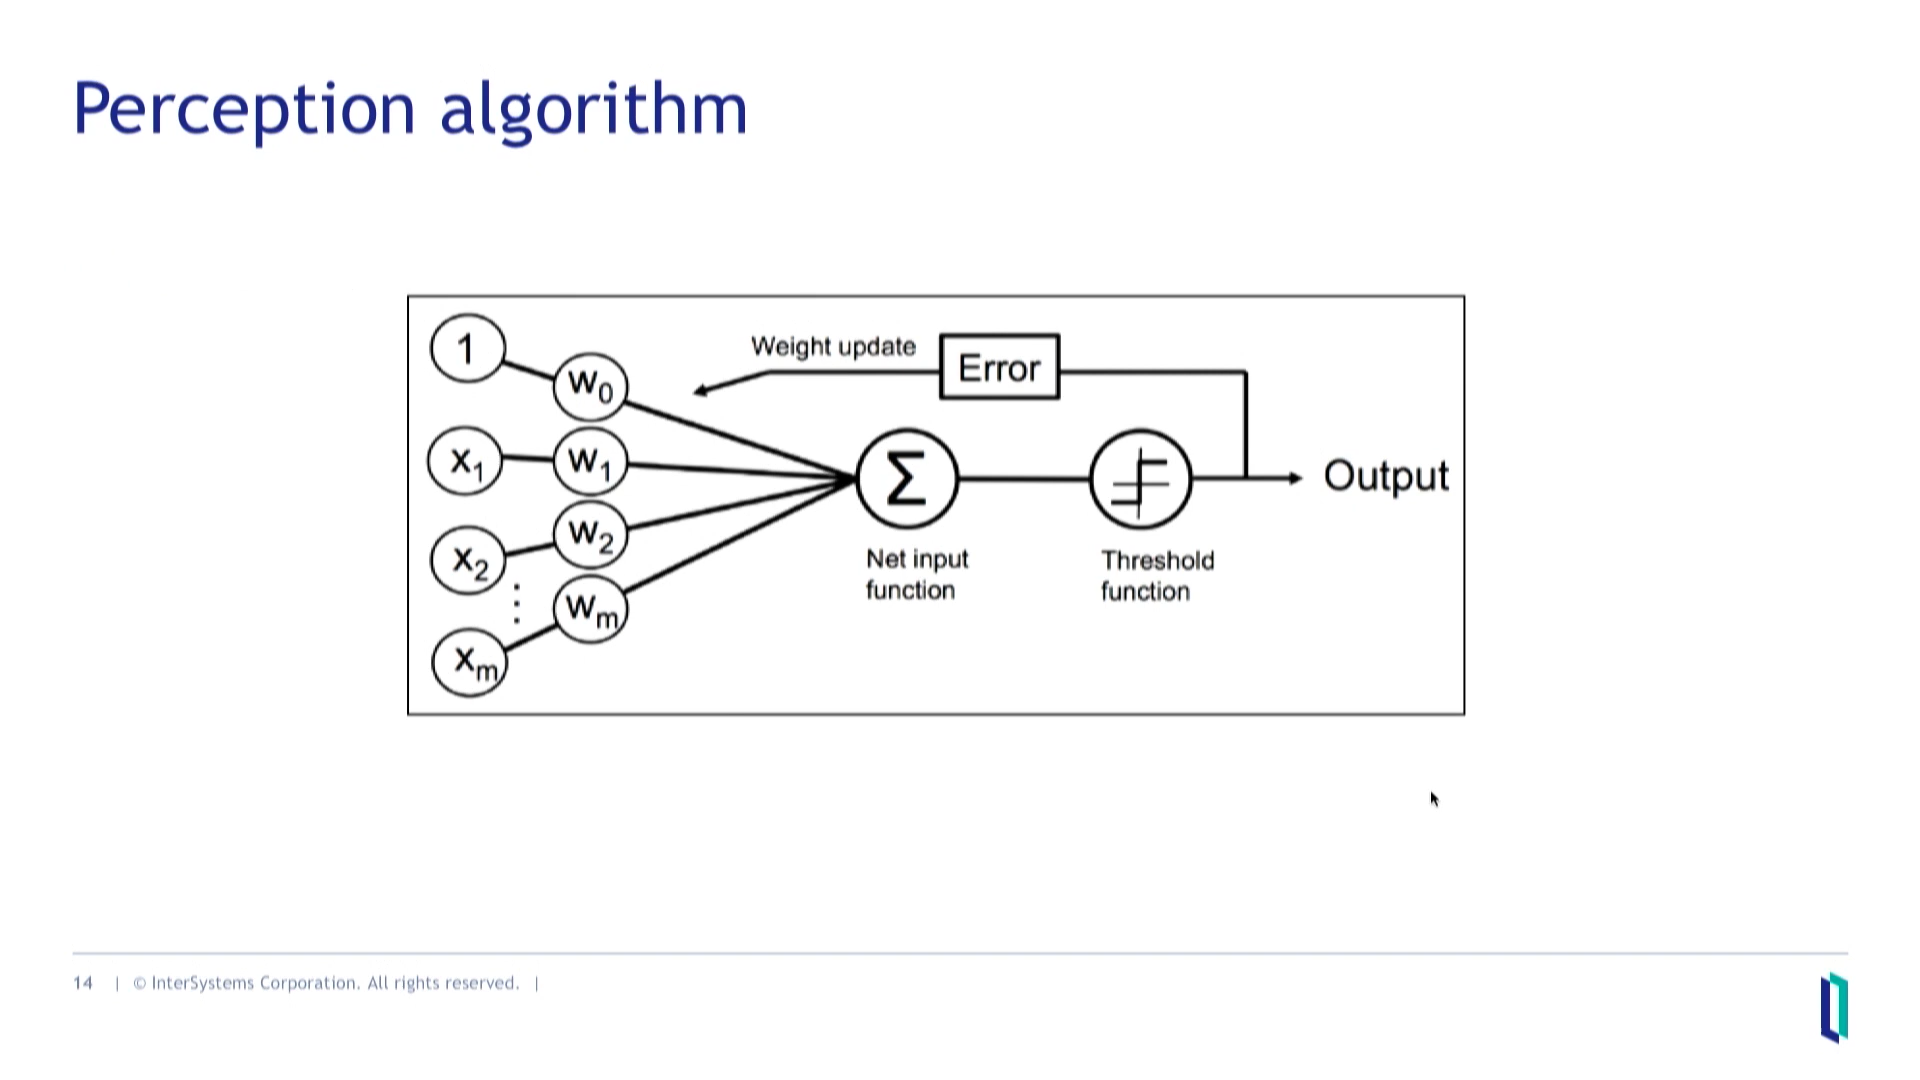 Perception algorithm
1
W0
X1
W1
X2
W2
Xm
Wm
Weight update
Error
Σ
Net input
function
Threshold
function
Output
14 | © InterSystems Corporation. All rights reserved. |